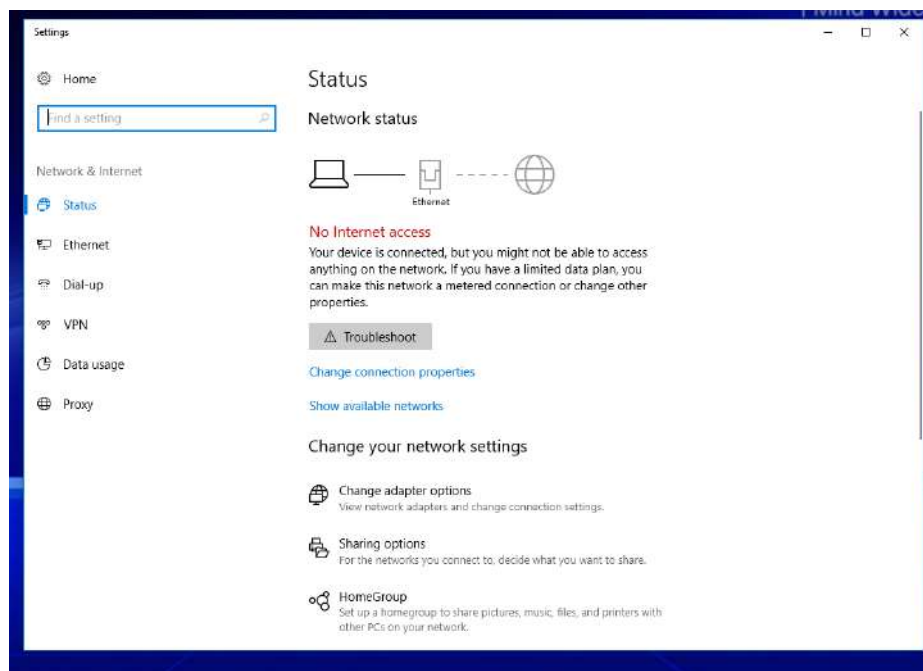 Settings
Home
Find a setting
Network & Internet
Status
Ethernet
Dial-up
VPN
Data usage
Proxy
Status
Network status
Ethernet
No Internet access
Your device is connected, but you might not be able to access
anything on the network. If you have a limited data plan, you
can make this network a metered connection or change other
properties.
Troubleshoot
Change connection properties
Show available networks
Change your network settings
Change adapter options
View network adapters and change connection settings.
Sharing options
For the networks you connect to, decide what you want to share.
HomeGroup
Set up a homegroup to share pictures, music, files, and printers with
other PCs on your network.